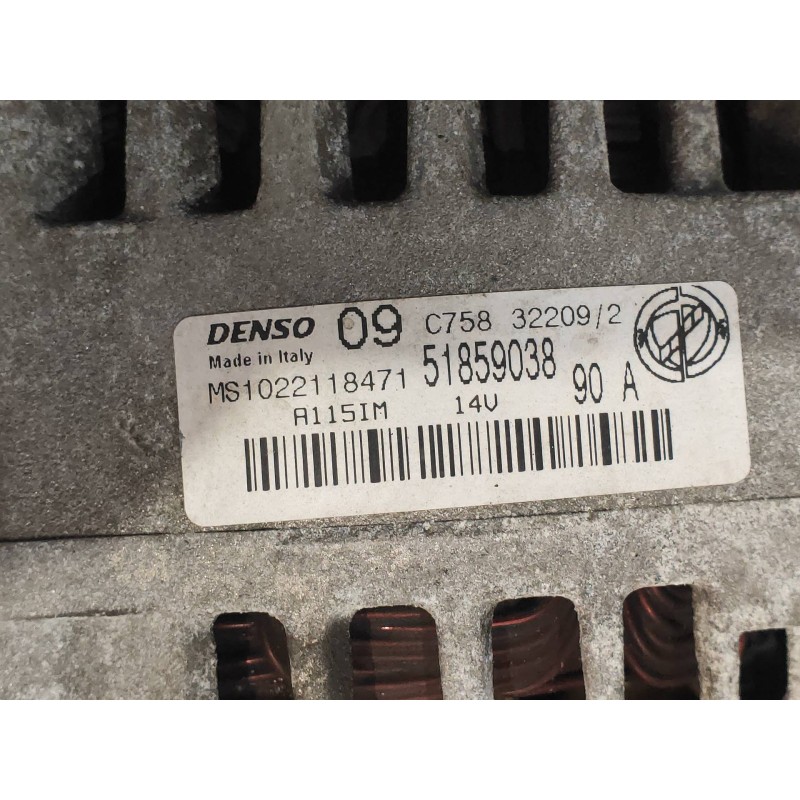 DENSO 09 C758 32209/2
Made in Italy
MS1022118471 51859038 90 A
A115IM 14V